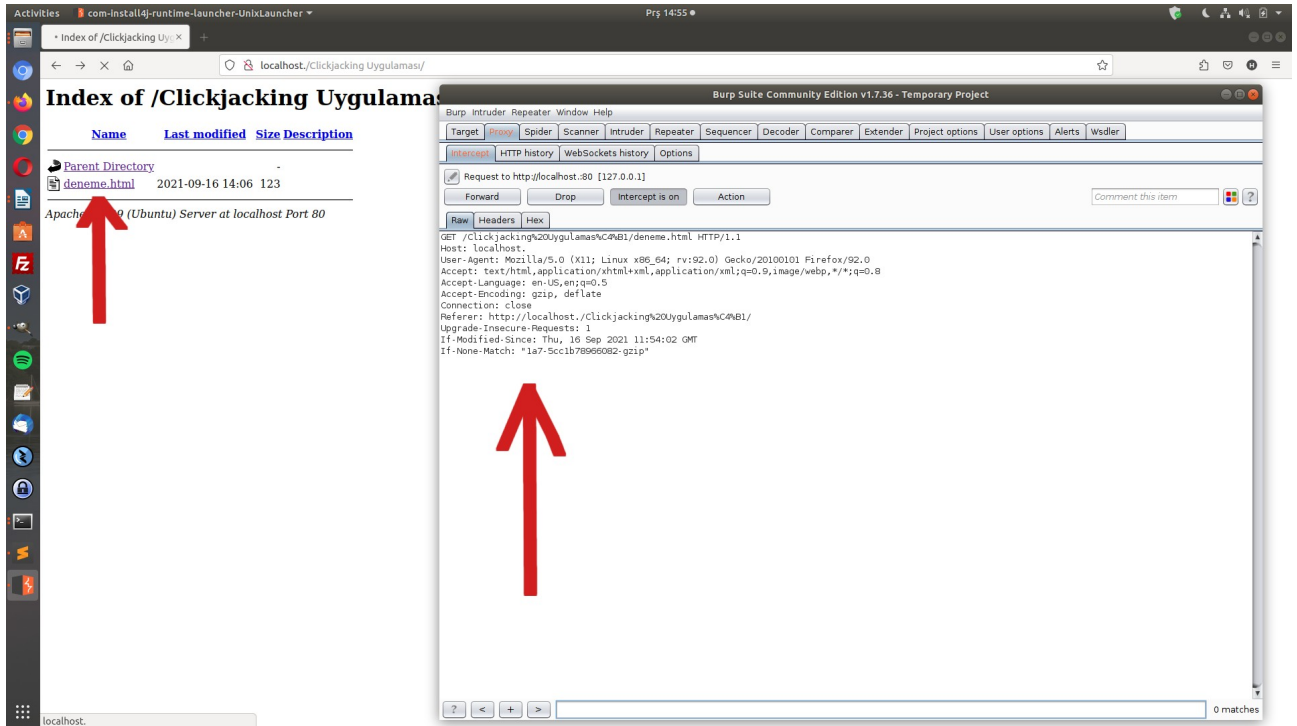 Activities com-install4j-runtime-launcher-UnixLauncher
Prş 14:55
Index of /Clickjacking Uyg
localhost./Clickjacking Uygulaması/
Index of /Clickjacking Uygulama
Name Last modified Size Description
Parent Directory -
deneme.html 2021-09-16 14:06 123
Apache (Ubuntu) Server at localhost Port 80
localhost.
Burp Suite Community Edition v1.7.36 - Temporary Project
Burp Intruder Repeater Window Help
Target Proxy Spider Scanner Intruder Repeater Sequencer Decoder Comparer Extender Project options User options Alerts Wsdler
Intercept HTTP history WebSockets history Options
Request to http://localhost.:80 [127.0.0.1]
Forward Drop Intercept is on Action Comment this item ?
Raw Headers Hex
GET /Clickjacking%20Uygulamas%C4%B1/deneme.html HTTP/1.1
Host: localhost.
User-Agent: Mozilla/5.0 (X11; Linux x86_64; rv:92.0) Gecko/20100101 Firefox/92.0
Accept: text/html,application/xhtml+xml,application/xml;q=0.9,image/webp,*/*;q=0.8
Accept-Language: en-US,en;q=0.5
Accept-Encoding: gzip, deflate
Connection: close
Referer: http://localhost./Clickjacking%20Uygulamas%C4%B1/
Upgrade-Insecure-Requests: 1
If-Modified-Since: Thu, 16 Sep 2021 11:54:02 GMT
If-None-Match: "1a7-5cc1b78966082-gzip"
? < + > 0 matches